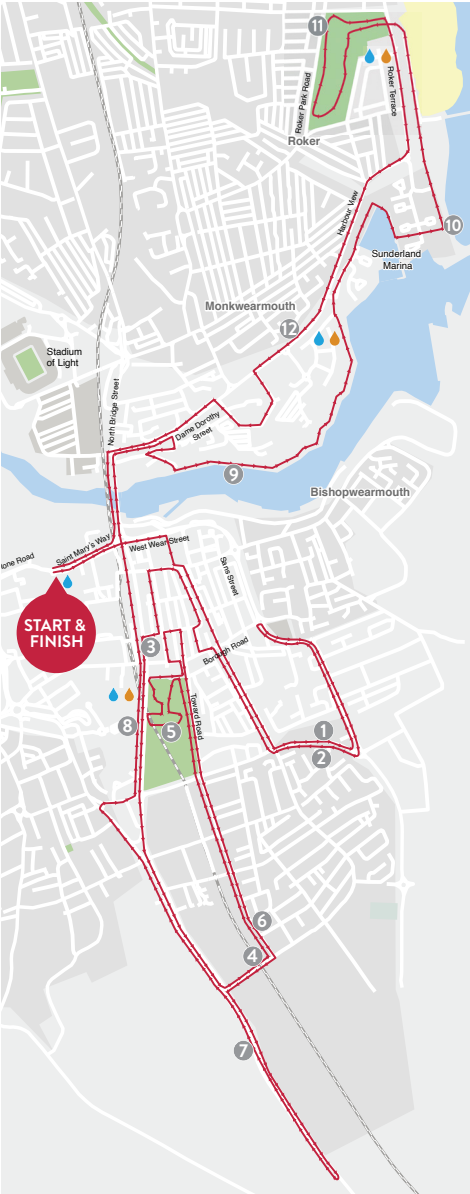 11
Roker Park Road
Roker Terrace
Roker
10
Harbour View
Sunderland
Marina
Monkwearmouth
12
Stadium
of Light
North Bridge Street
Dame Dorothy
Street
9
Bishopwearmouth
Saint Mary's Way
West Wear Street
one Road
Sans Street
START &
FINISH
3
Borough Road
Toward Road
8
5
1
2
6
4
7